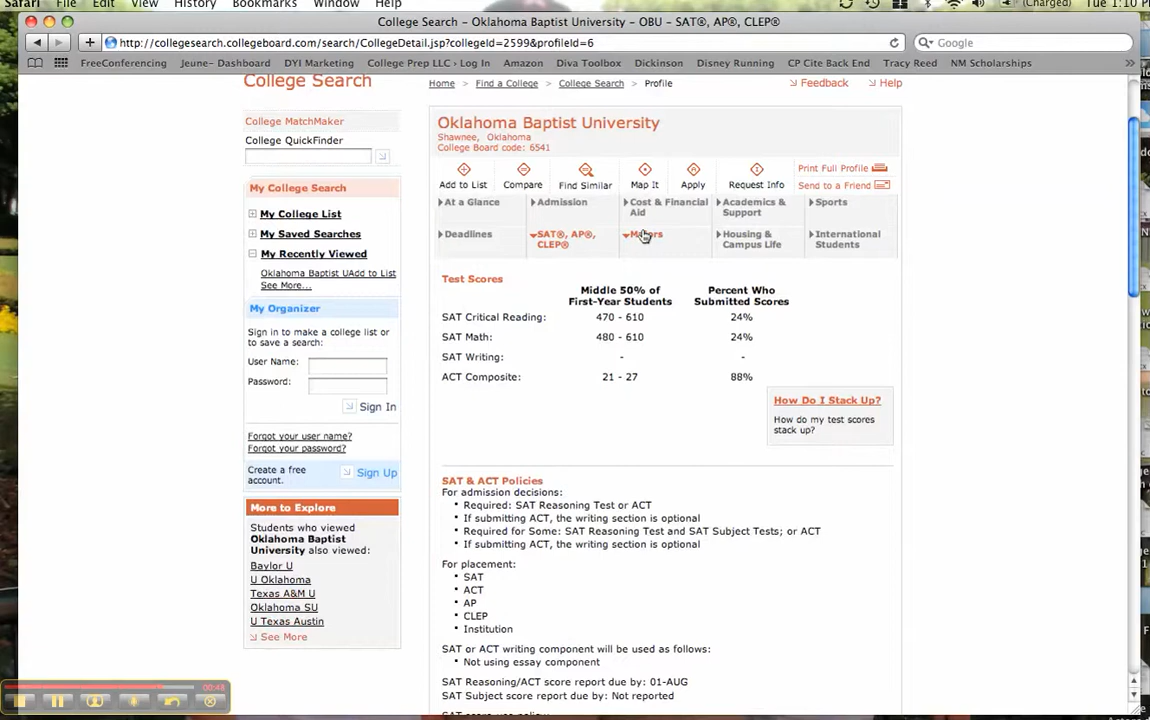 Safari File Edit View History Bookmarks Window Help (Charged) Tue 1:10 P
College Search – Oklahoma Baptist University – OBU – SAT®, AP®, CLEP®
http://collegesearch.collegeboard.com/search/CollegeDetail.jsp?collegeId=2599&profileId=6
Google
FreeConferencing Jeune- Dashboard DYI Marketing College Prep LLC › Log In Amazon Diva Toolbox Dickinson Disney Running CP Cite Back End Tracy Reed NM Scholarships
College Search
Home > Find a College > College Search > Profile
Feedback Help
College MatchMaker
College QuickFinder
My College Search
My College List
My Saved Searches
My Recently Viewed
Oklahoma Baptist UAdd to List
See More...
My Organizer
Sign in to make a college list or
to save a search:
User Name:
Password:
Sign In
Forgot your user name?
Forgot your password?
Create a free
account.
Sign Up
More to Explore
Students who viewed
Oklahoma Baptist
University also viewed:
Baylor U
U Oklahoma
Texas A&M U
Oklahoma SU
U Texas Austin
See More
Oklahoma Baptist University
Shawnee, Oklahoma
College Board code: 6541
Add to List Compare Find Similar Map It Apply Request Info
Print Full Profile
Send to a Friend
At a Glance Admission Cost & Financial Aid Academics & Support Sports
Deadlines SAT®, AP®, CLEP® Majors Housing & Campus Life International Students
Test Scores
Middle 50% of First-Year Students Percent Who Submitted Scores
SAT Critical Reading: 470 - 610 24%
SAT Math: 480 - 610 24%
SAT Writing: - -
ACT Composite: 21 - 27 88%
How Do I Stack Up?
How do my test scores
stack up?
SAT & ACT Policies
For admission decisions:
• Required: SAT Reasoning Test or ACT
• If submitting ACT, the writing section is optional
• Required for Some: SAT Reasoning Test and SAT Subject Tests; or ACT
• If submitting ACT, the writing section is optional
For placement:
• SAT
• ACT
• AP
• CLEP
• Institution
SAT or ACT writing component will be used as follows:
• Not using essay component
SAT Reasoning/ACT score report due by: 01-AUG
SAT Subject score report due by: Not reported
00:48